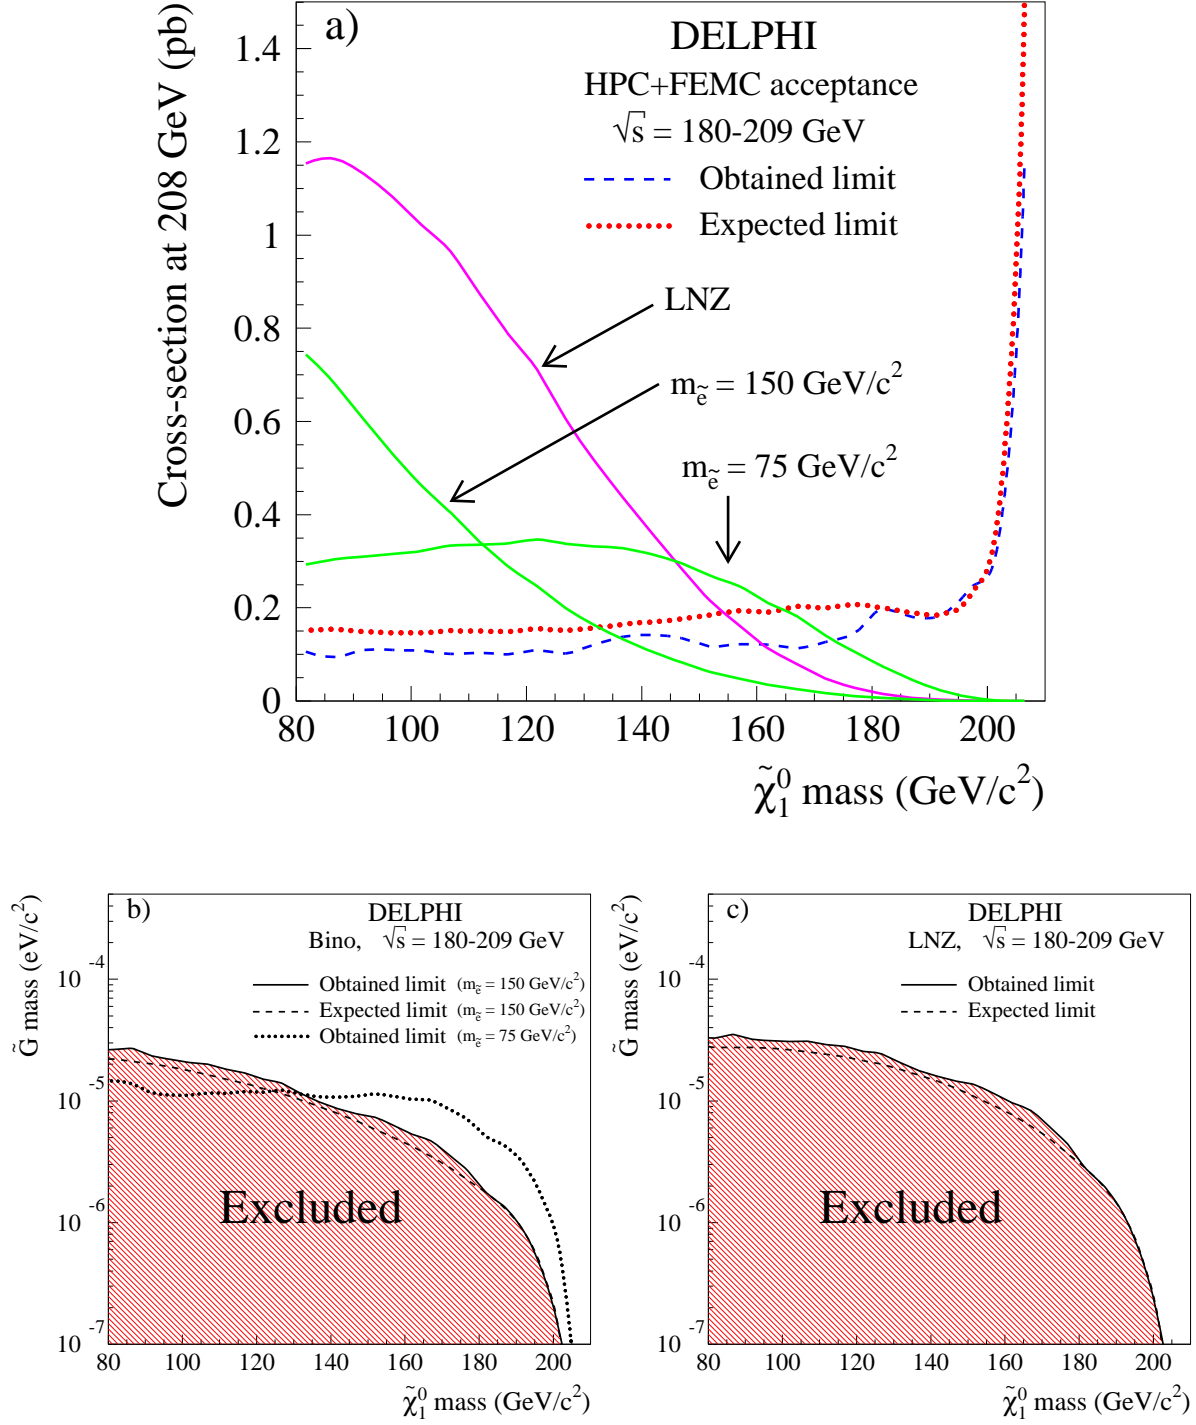 a)
DELPHI
HPC+FEMC acceptance
√s = 180-209 GeV
Obtained limit
Expected limit
LNZ
m_ẽ = 150 GeV/c²
m_ẽ = 75 GeV/c²
Cross-section at 208 GeV (pb)
1.4
1.2
1
0.8
0.6
0.4
0.2
0
80 100 120 140 160 180 200
χ̃₁⁰ mass (GeV/c²)
b)
DELPHI
Bino, √s = 180-209 GeV
Obtained limit (m_ẽ = 150 GeV/c²)
Expected limit (m_ẽ = 150 GeV/c²)
Obtained limit (m_ẽ = 75 GeV/c²)
Excluded
G̃ mass (eV/c²)
10⁻⁴
10⁻⁵
10⁻⁶
10⁻⁷
80 100 120 140 160 180 200
χ̃₁⁰ mass (GeV/c²)
c)
DELPHI
LNZ, √s = 180-209 GeV
Obtained limit
Expected limit
Excluded
G̃ mass (eV/c²)
10⁻⁴
10⁻⁵
10⁻⁶
10⁻⁷
80 100 120 140 160 180 200
χ̃₁⁰ mass (GeV/c²)